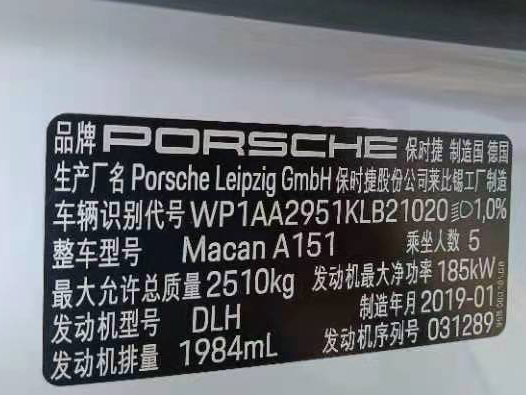 品牌 PORSCHE 保时捷 制造国 德国
生产厂名 Porsche Leipzig GmbH 保时捷股份公司莱比锡工厂制造
车辆识别代号 WP1AA2951KLB21020 1,0%
整车型号 Macan A151 乘坐人数 5
最大允许总质量 2510kg 发动机最大净功率 185kW
发动机型号 DLH 制造年月 2019-01
发动机排量 1984mL 发动机序列号 031289